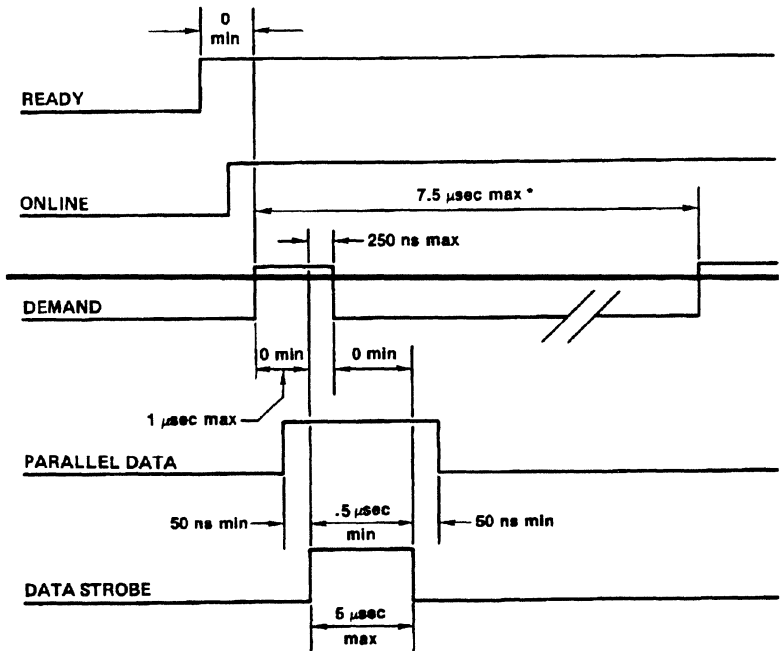 0
min
READY
ONLINE
7.5 µsec max *
250 ns max
DEMAND
0 min
0 min
1 µsec max
PARALLEL DATA
50 ns min
.5 µsec
min
50 ns min
DATA STROBE
5 µsec
max